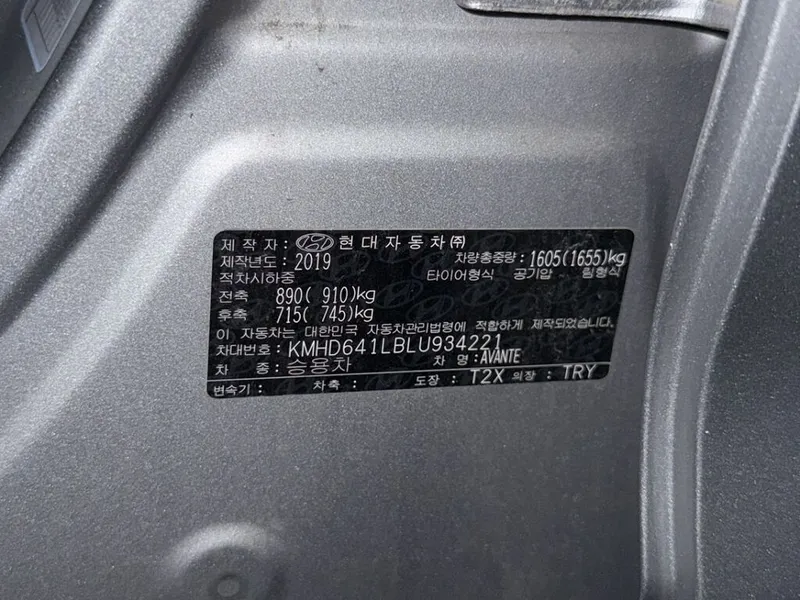 제 작 자 : 현대자동차㈜
제작년도 : 2019 차량총중량 : 1605(1655)kg
적차시하중 타이어형식 공기압 림형식
전축 890( 910)kg
후축 715( 745)kg
이 자동차는 대한민국 자동차관리법령에 적합하게 제작되었습니다.
차대번호 : KMHD641LBLU934221
차 종 : 승용차 차 명 : AVANTE
변속기 : 차축 : 도장 : T2X 의장 : TRY